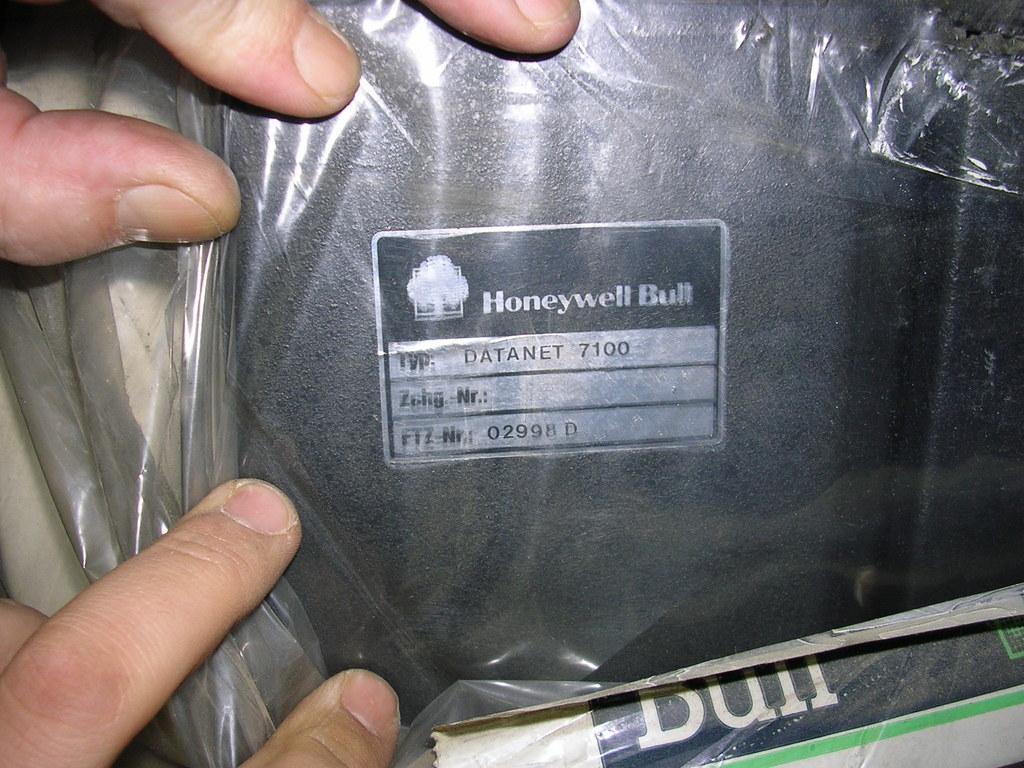 Honeywell Bull
Typ: DATANET 7100
Zchg.-Nr.:
FTZ-Nr.: 02998 D
Bull